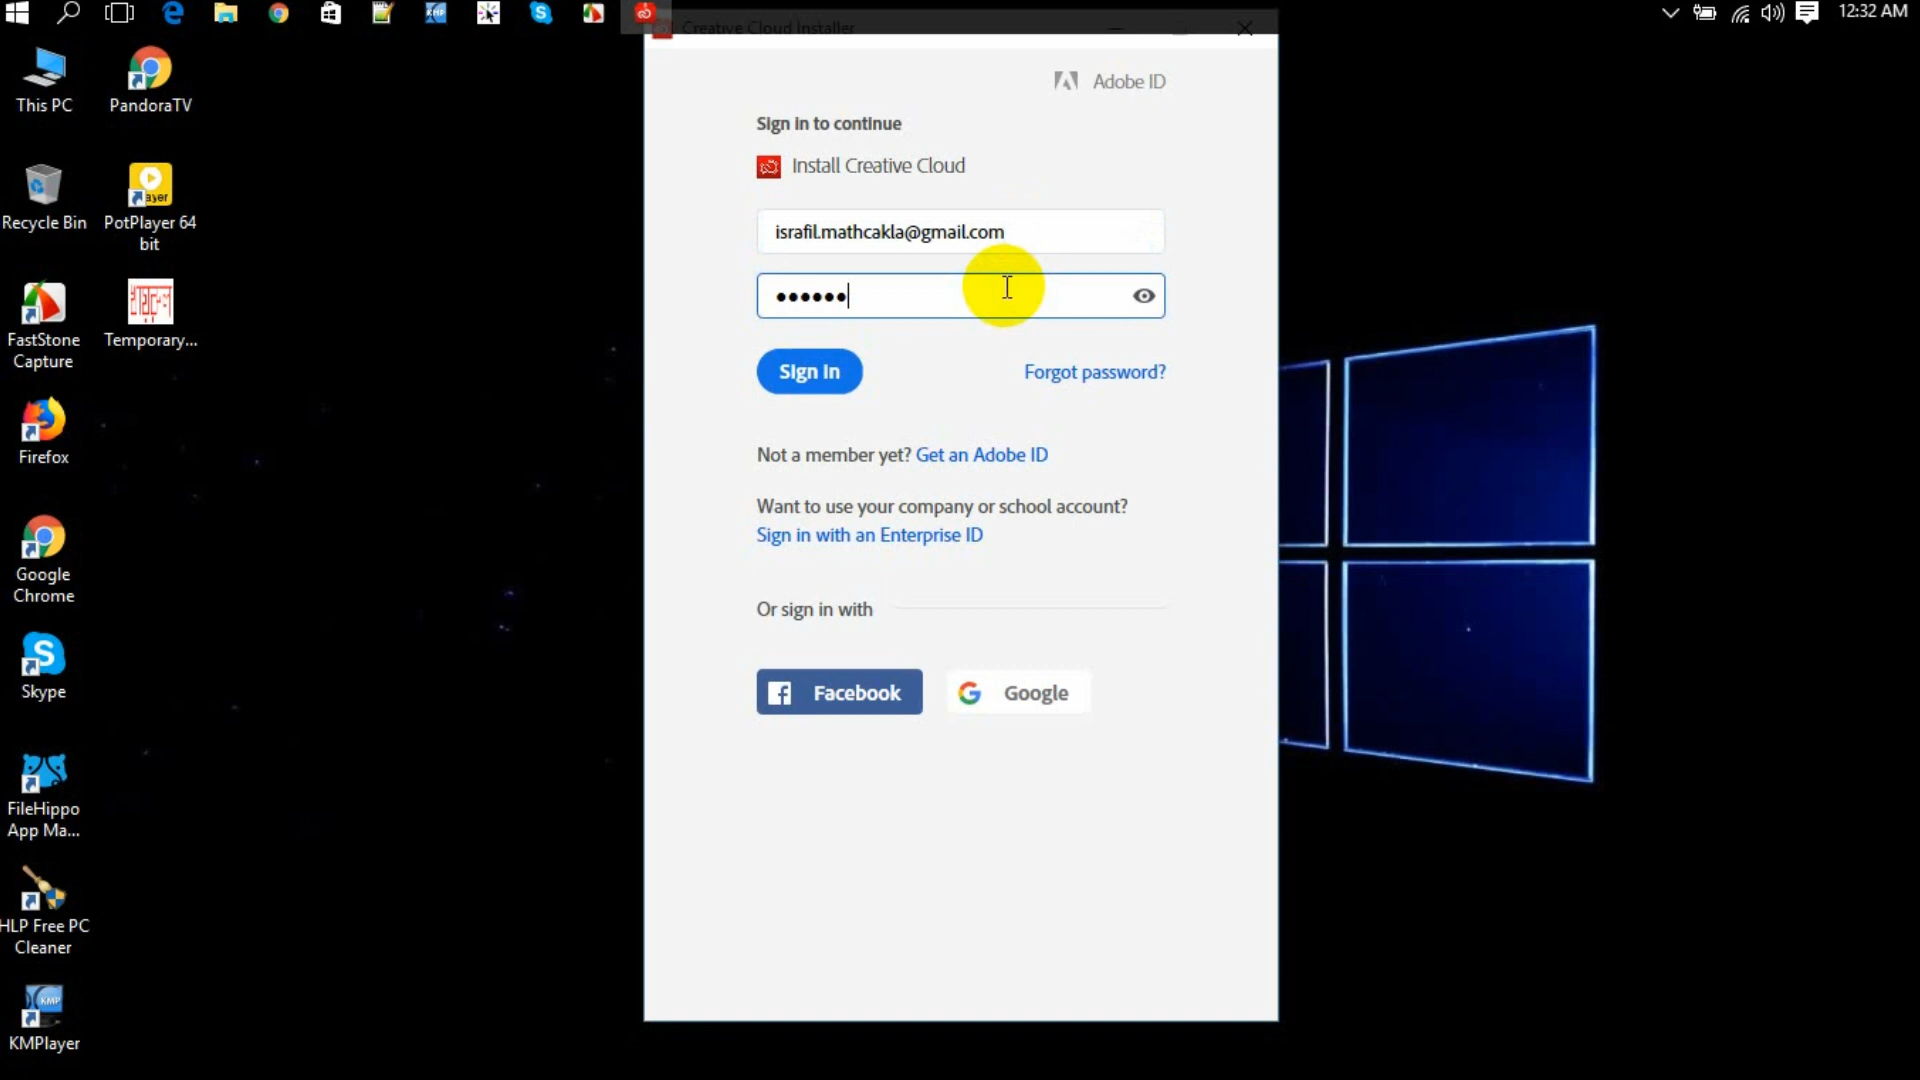 12:32 AM
Creative Cloud Installer
This PC
PandoraTV
Recycle Bin
PotPlayer 64
bit
FastStone
Capture
Temporary...
Firefox
Google
Chrome
Skype
FileHippo
App Ma...
HLP Free PC
Cleaner
KMPlayer
Adobe ID
Sign in to continue
Install Creative Cloud
israfil.mathcakla@gmail.com
••••••
Sign in
Forgot password?
Not a member yet? Get an Adobe ID
Want to use your company or school account?
Sign in with an Enterprise ID
Or sign in with
Facebook
Google